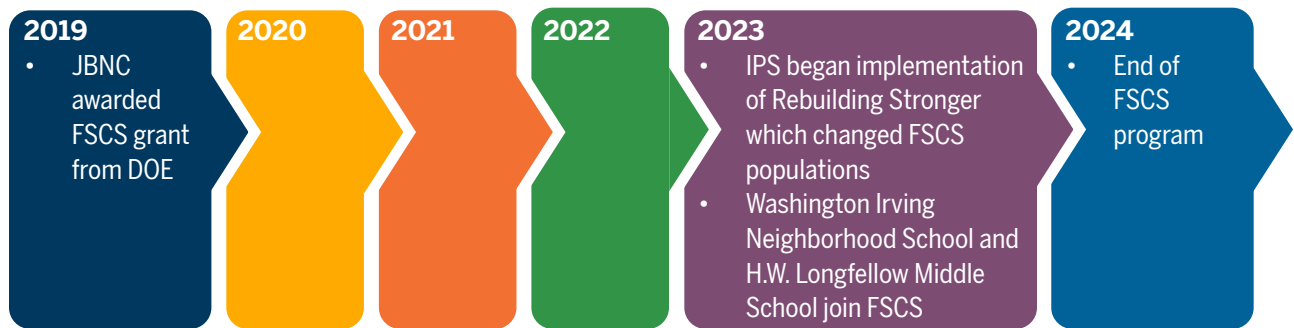 2019
• JBNC
awarded
FSCS grant
from DOE
2020
2021
2022
2023
• IPS began implementation
of Rebuilding Stronger
which changed FSCS
populations
• Washington Irving
Neighborhood School and
H.W. Longfellow Middle
School join FSCS
2024
• End of
FSCS
program